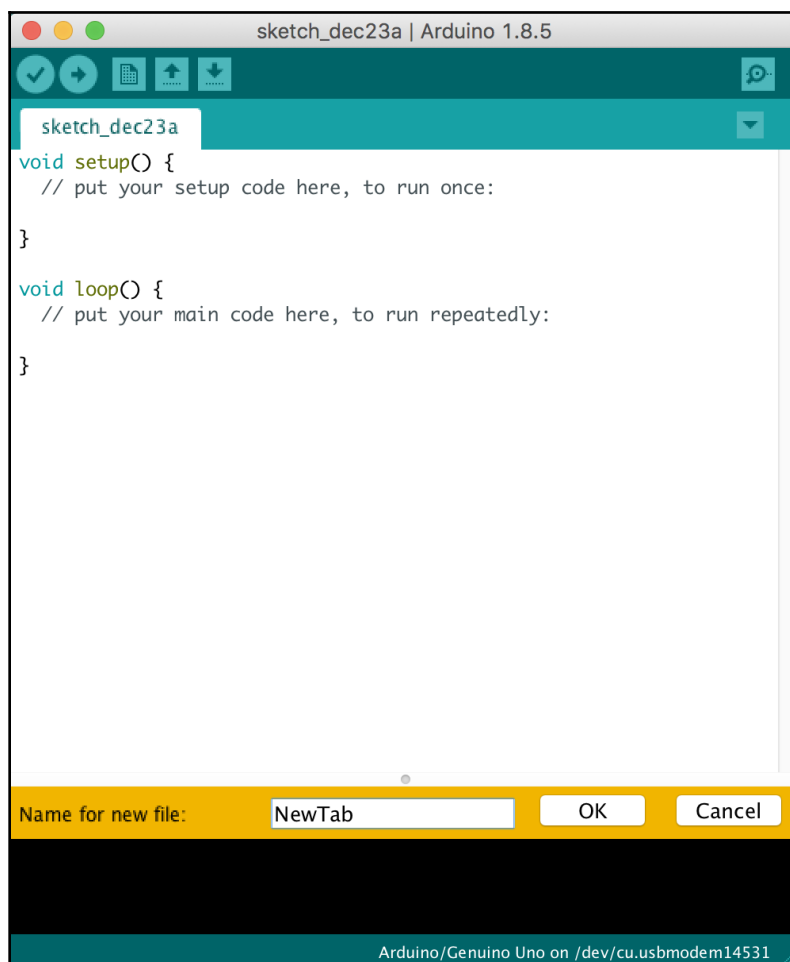 sketch_dec23a | Arduino 1.8.5
sketch_dec23a
void setup() {
  // put your setup code here, to run once:
}
void loop() {
  // put your main code here, to run repeatedly:
}
Name for new file: NewTab OK Cancel
Arduino/Genuino Uno on /dev/cu.usbmodem14531